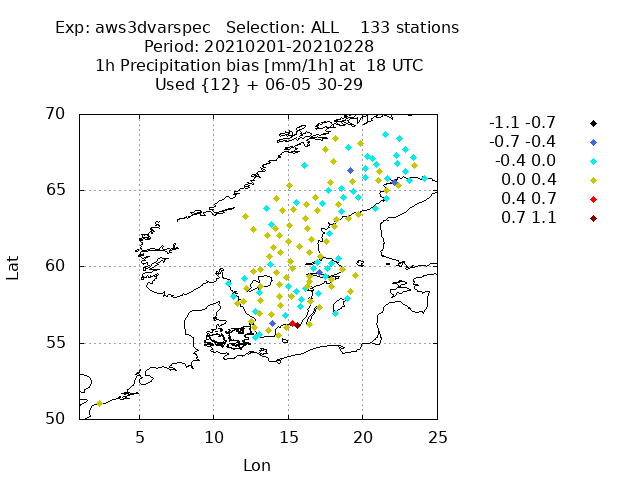 Exp: aws3dvarspec   Selection: ALL    133 stations
Period: 20210201-20210228
1h Precipitation bias [mm/1h] at  18 UTC
Used {12} + 06-05 30-29
-1.1 -0.7
-0.7 -0.4
-0.4 0.0
0.0 0.4
0.4 0.7
0.7 1.1
70
65
60
55
50
Lat
5 10 15 20 25
Lon